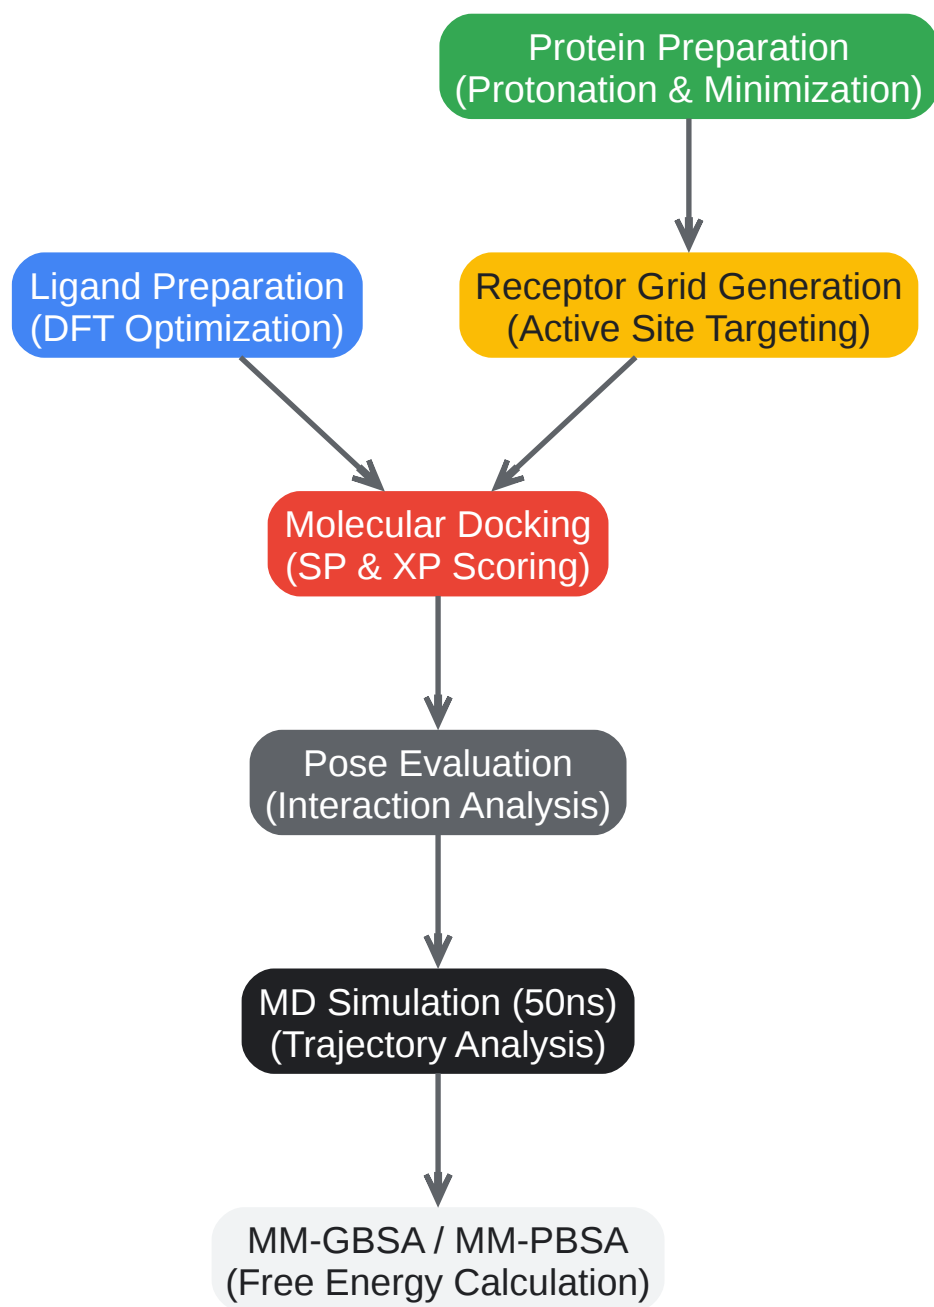 Protein Preparation
(Protonation & Minimization)
Ligand Preparation
(DFT Optimization)
Receptor Grid Generation
(Active Site Targeting)
Molecular Docking
(SP & XP Scoring)
Pose Evaluation
(Interaction Analysis)
MD Simulation (50ns)
(Trajectory Analysis)
MM-GBSA / MM-PBSA
(Free Energy Calculation)